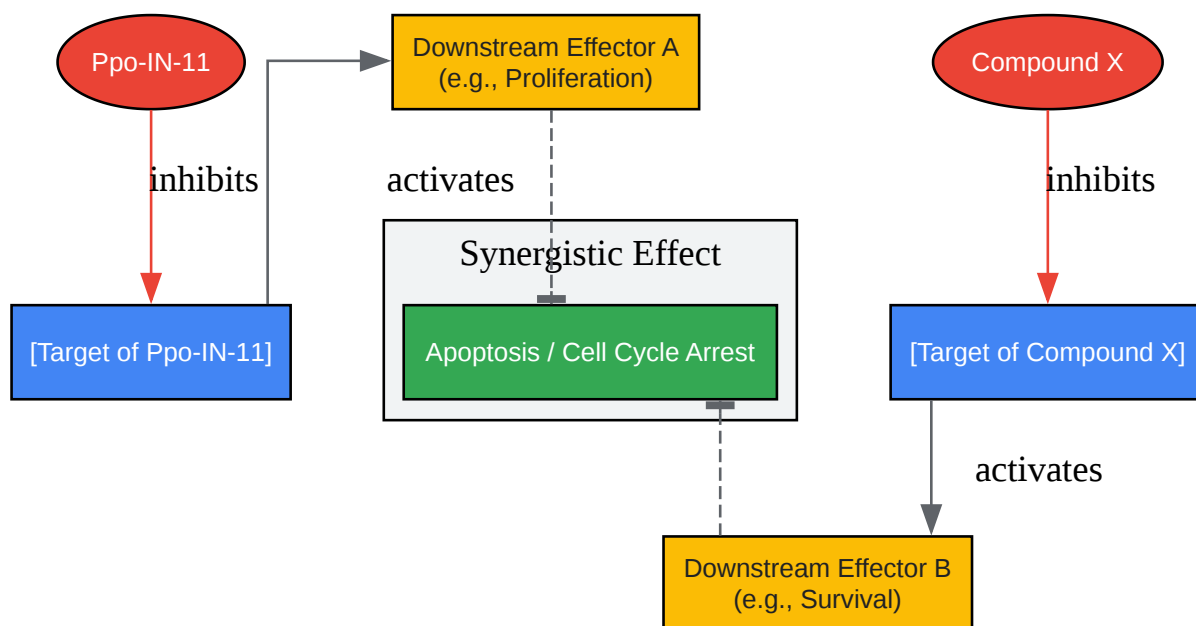 Ppo-IN-11
Downstream Effector A
(e.g., Proliferation)
Compound X
inhibits
activates
inhibits
Synergistic Effect
[Target of Ppo-IN-11]
Apoptosis / Cell Cycle Arrest
[Target of Compound X]
activates
Downstream Effector B
(e.g., Survival)